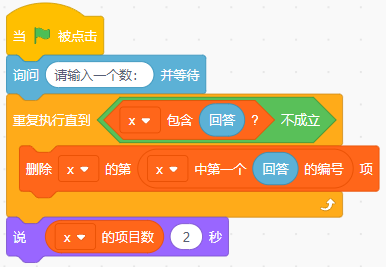 当 被点击
询问 请输入一个数： 并等待
重复执行直到 x 包含 回答 ? 不成立
删除 x 的第 x 中第一个 回答 的编号 项
说 x 的项目数 2 秒